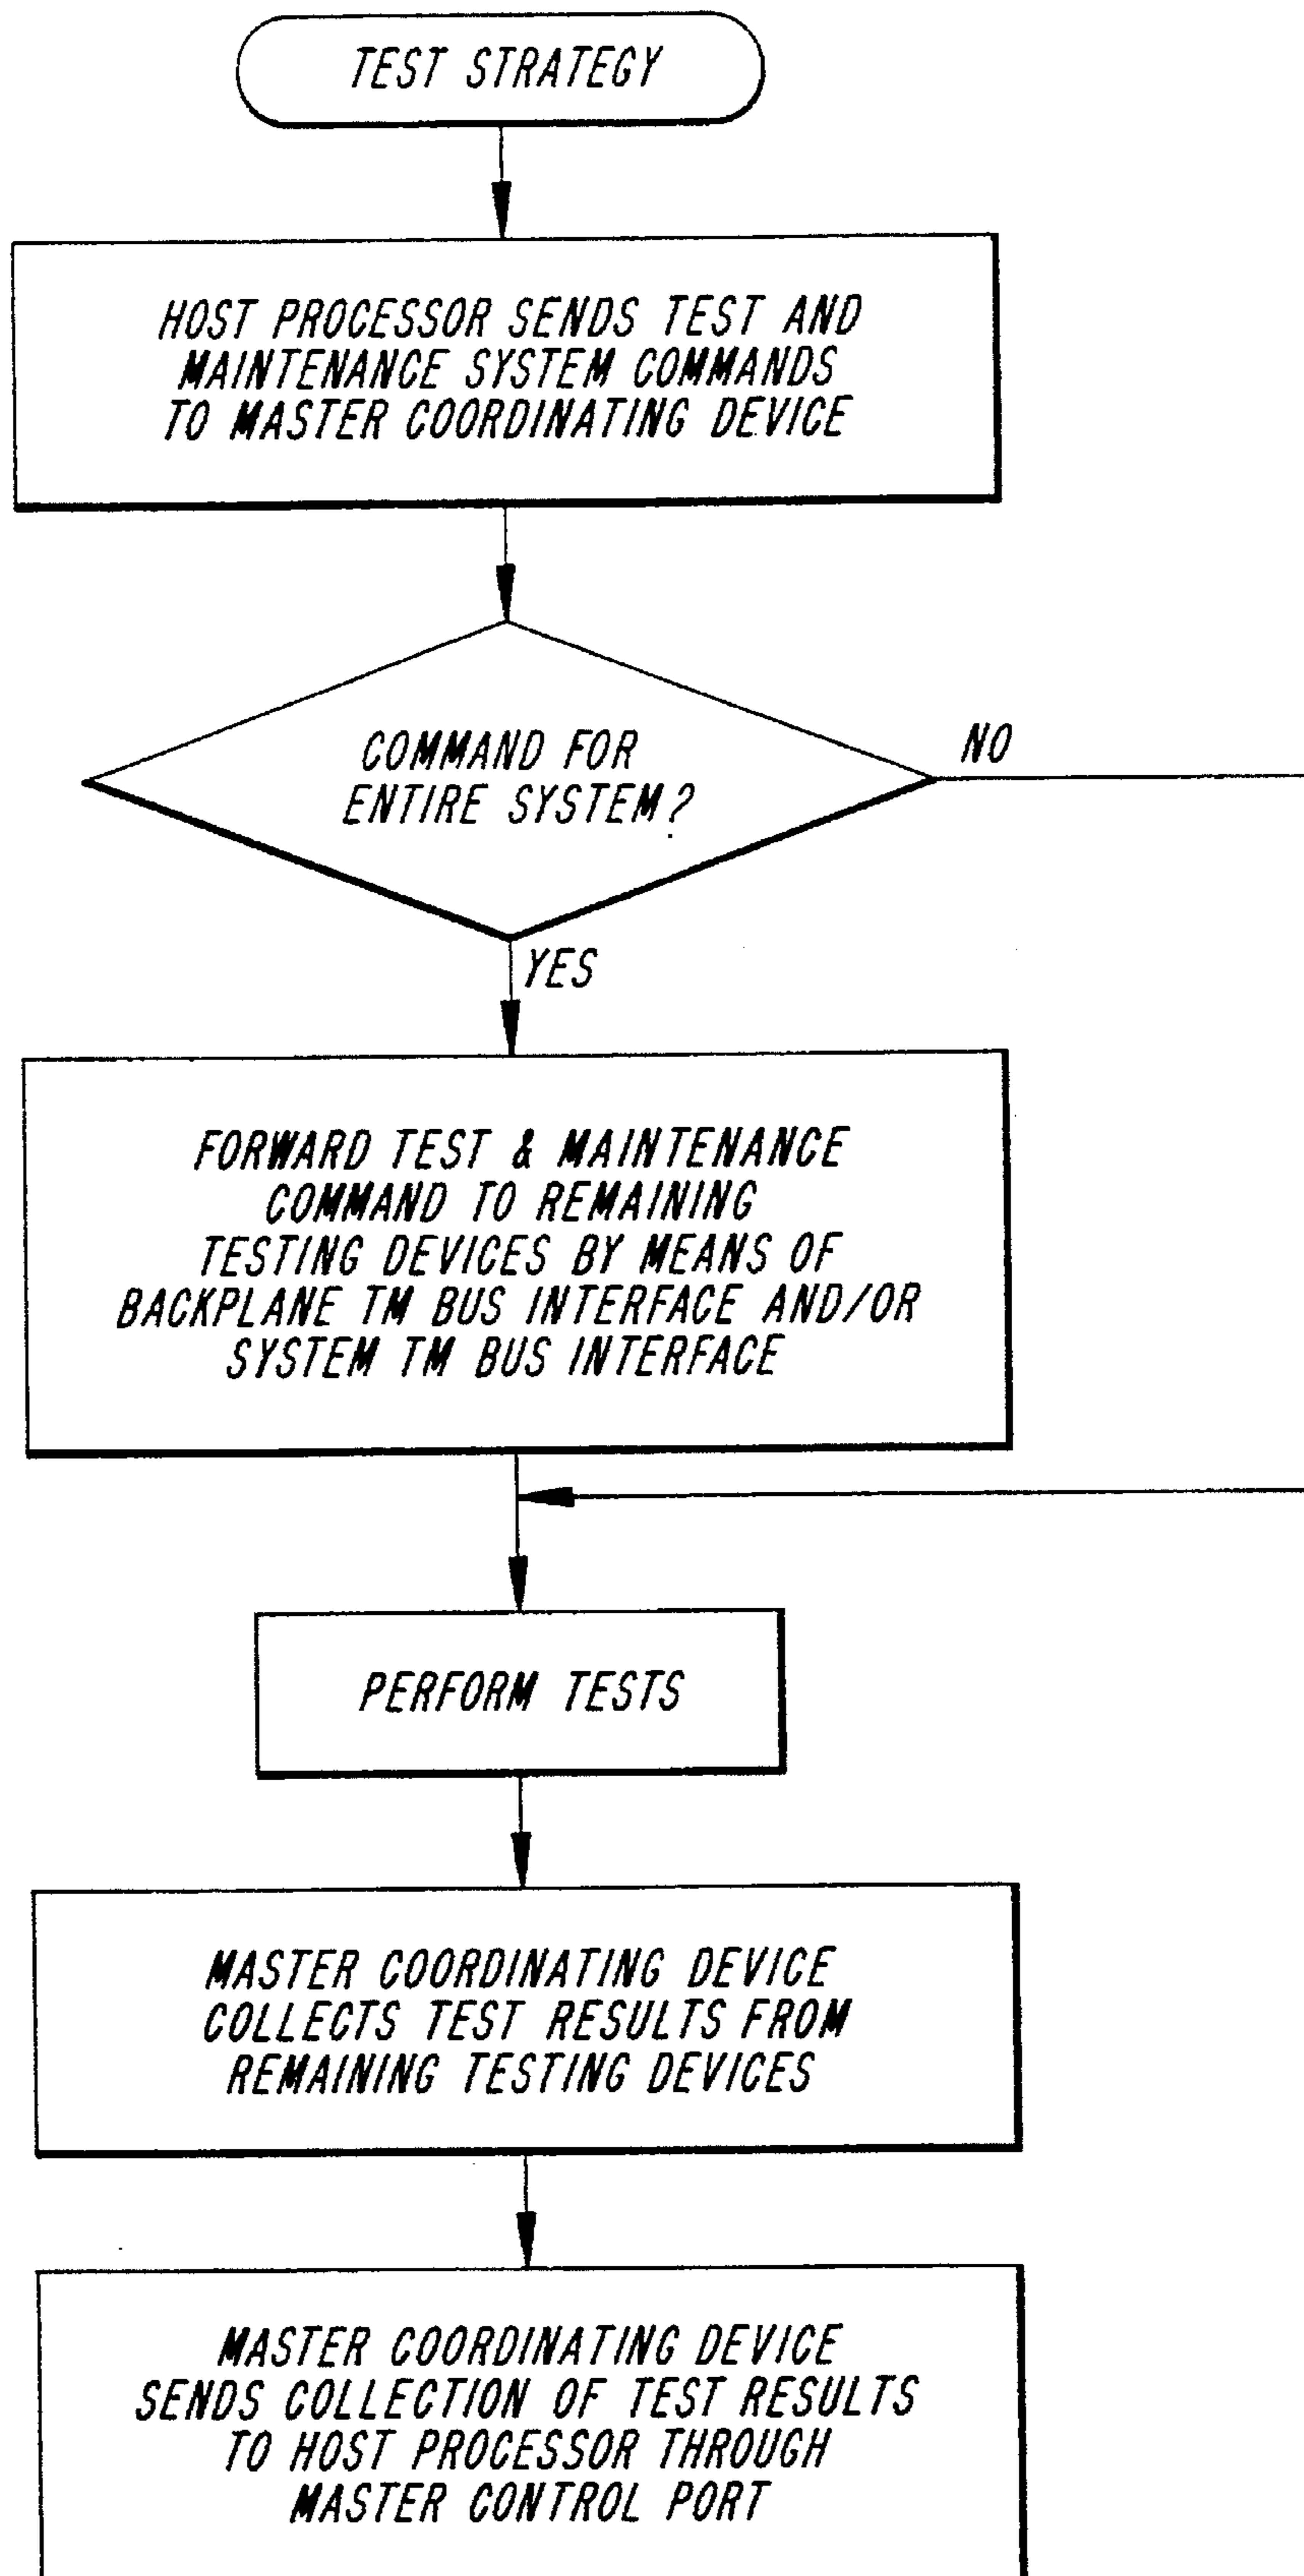 TEST STRATEGY
HOST PROCESSOR SENDS TEST AND
MAINTENANCE SYSTEM COMMANDS
TO MASTER COORDINATING DEVICE
COMMAND FOR
ENTIRE SYSTEM?
NO
YES
FORWARD TEST & MAINTENANCE
COMMAND TO REMAINING
TESTING DEVICES BY MEANS OF
BACKPLANE TM BUS INTERFACE AND/OR
SYSTEM TM BUS INTERFACE
PERFORM TESTS
MASTER COORDINATING DEVICE
COLLECTS TEST RESULTS FROM
REMAINING TESTING DEVICES
MASTER COORDINATING DEVICE
SENDS COLLECTION OF TEST RESULTS
TO HOST PROCESSOR THROUGH
MASTER CONTROL PORT